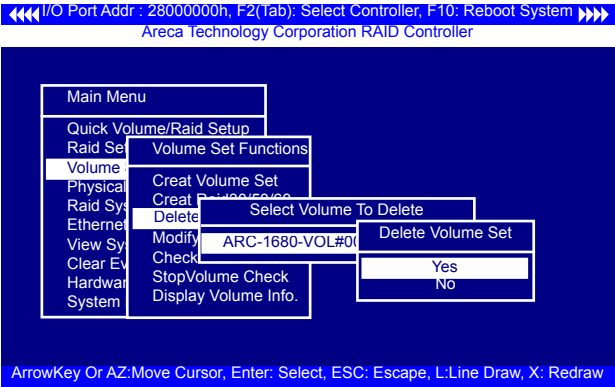 I/O Port Addr : 28000000h, F2(Tab): Select Controller, F10: Reboot System
Areca Technology Corporation RAID Controller
Main Menu
Quick Volume/Raid Setup
Raid Set
Volume
Physical
Raid Sys
Ethernet
View Sy
Clear Ev
Hardwar
System
Volume Set Functions
Creat Volume Set
Creat Raid30/50/60
Delete
Modify
Check
StopVolume Check
Display Volume Info.
Select Volume To Delete
ARC-1680-VOL#00
Delete Volume Set
Yes
No
ArrowKey Or AZ:Move Cursor, Enter: Select, ESC: Escape, L:Line Draw, X: Redraw